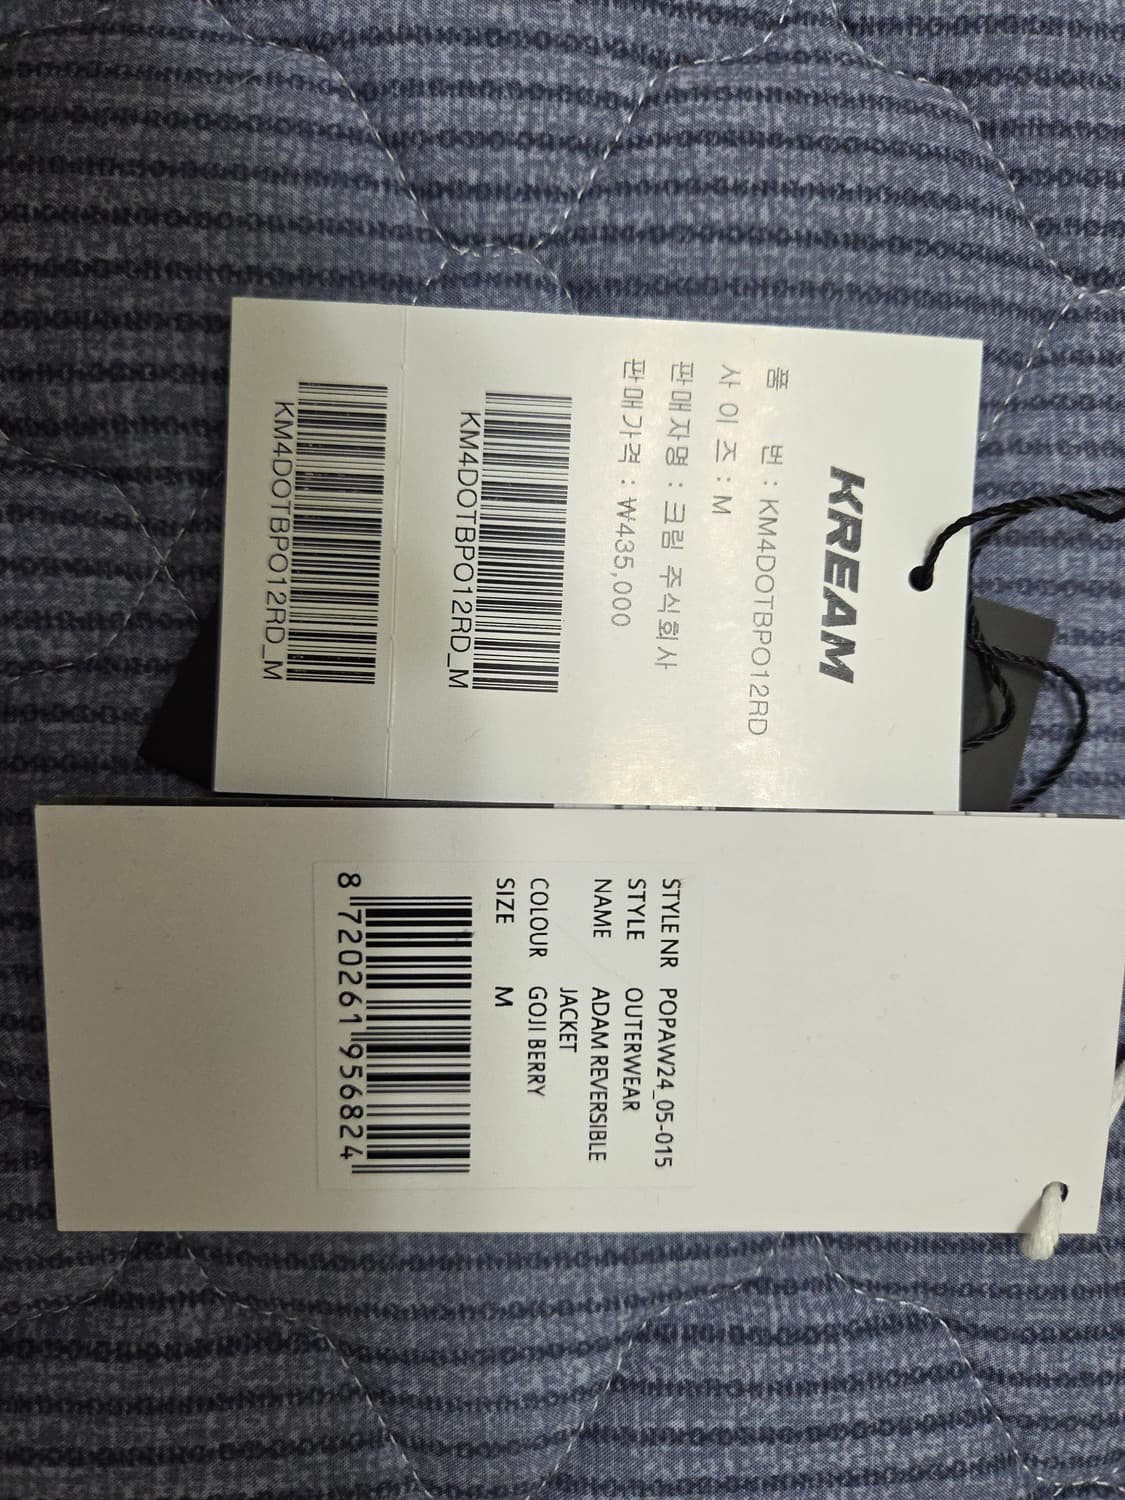 KREAM
품 번 : KM4DOTBPO12RD
사 이 즈 : M
판매자명 : 크림 주식회사
판매가격 : ₩435,000
KM4DOTBPO12RD_M
KM4DOTBPO12RD_M
STYLE NR POPAW24_05-015
STYLE OUTERWEAR
NAME ADAM REVERSIBLE
JACKET
COLOUR GOJI BERRY
SIZE M
8 720261 956824